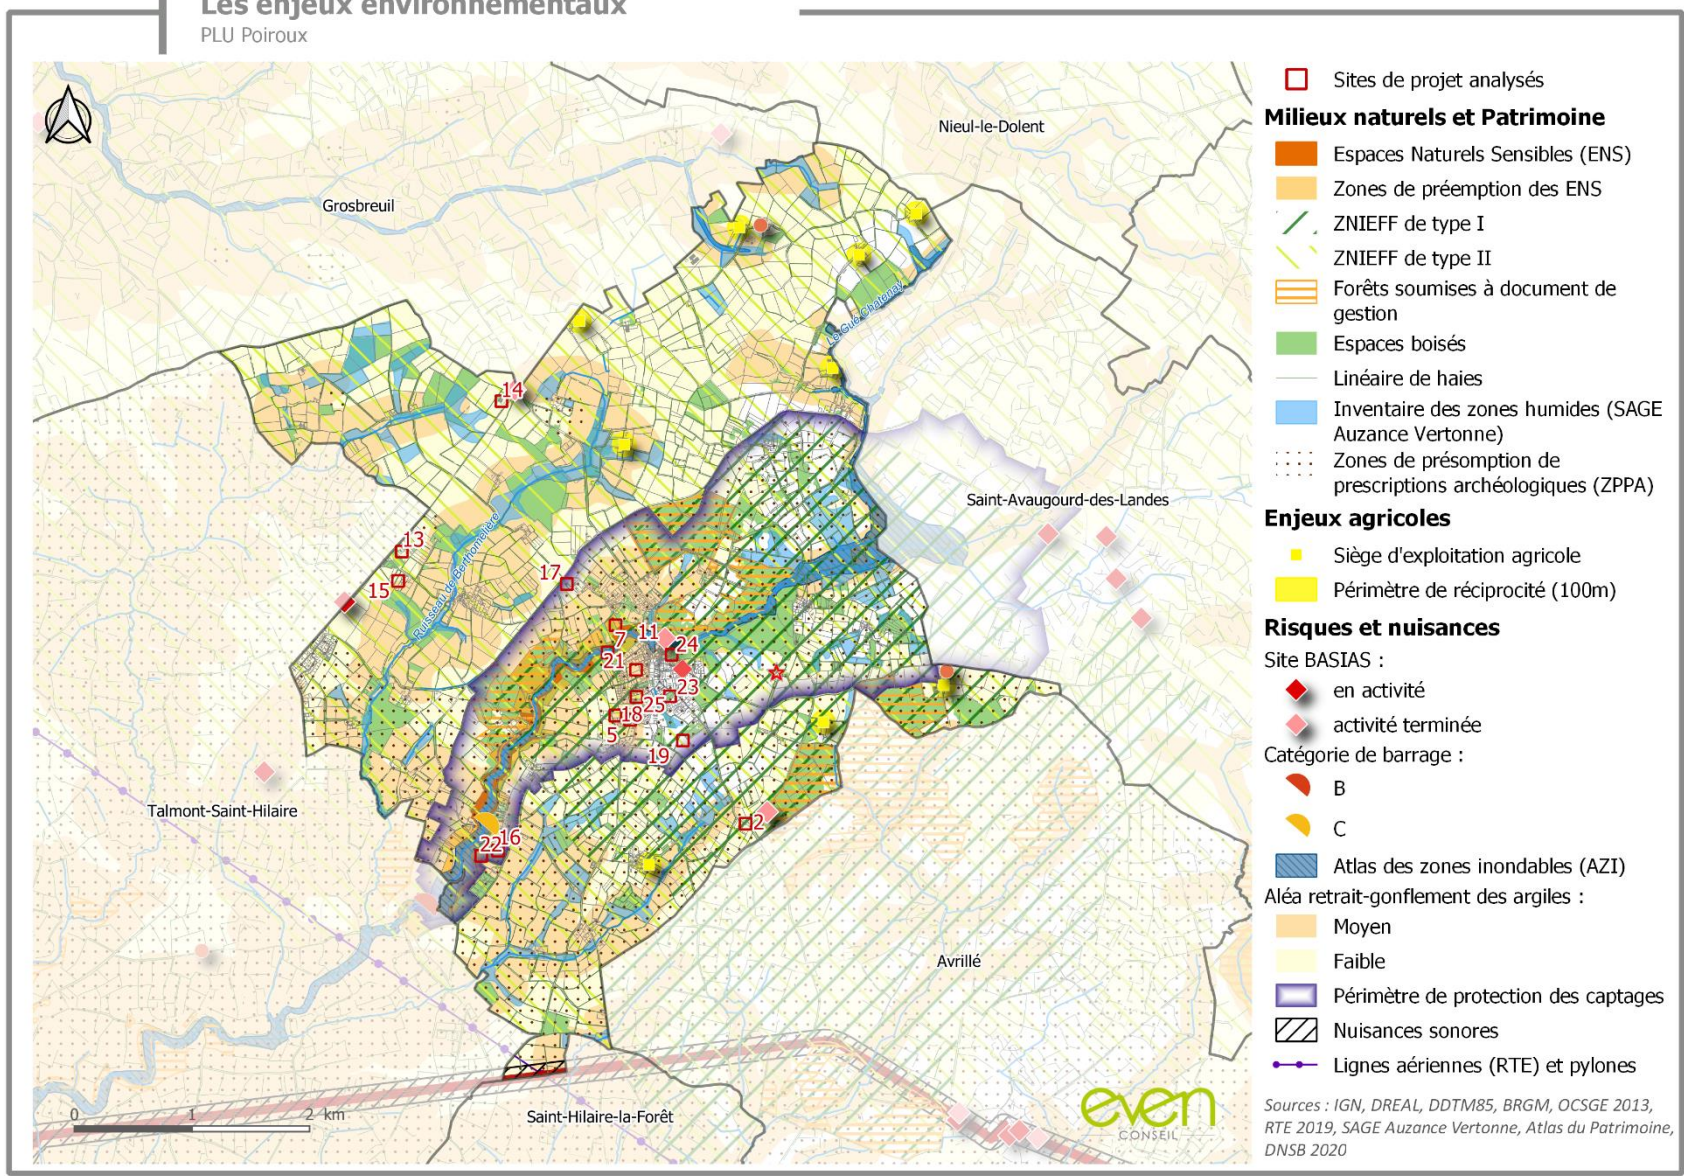 Les enjeux environnementaux
PLU Poiroux
Nieul-le-Dolent
Grosbreuil
Le Gué Chatenay
14
Saint-Avaugourd-des-Landes
13
Ruisseau de Berthomelière
17
15
11
7
24
21
23
25
18
5
19
Talmont-Saint-Hilaire
2
16
22
Avrillé
0 1 2 km
Saint-Hilaire-la-Forêt
even
CONSEIL
Sites de projet analysés
Milieux naturels et Patrimoine
Espaces Naturels Sensibles (ENS)
Zones de préemption des ENS
ZNIEFF de type I
ZNIEFF de type II
Forêts soumises à document de
gestion
Espaces boisés
Linéaire de haies
Inventaire des zones humides (SAGE
Auzance Vertonne)
Zones de présomption de
prescriptions archéologiques (ZPPA)
Enjeux agricoles
Siège d'exploitation agricole
Périmètre de réciprocité (100m)
Risques et nuisances
Site BASIAS :
en activité
activité terminée
Catégorie de barrage :
B
C
Atlas des zones inondables (AZI)
Aléa retrait-gonflement des argiles :
Moyen
Faible
Périmètre de protection des captages
Nuisances sonores
Lignes aériennes (RTE) et pylones
Sources : IGN, DREAL, DDTM85, BRGM, OCSGE 2013,
RTE 2019, SAGE Auzance Vertonne, Atlas du Patrimoine,
DNSB 2020